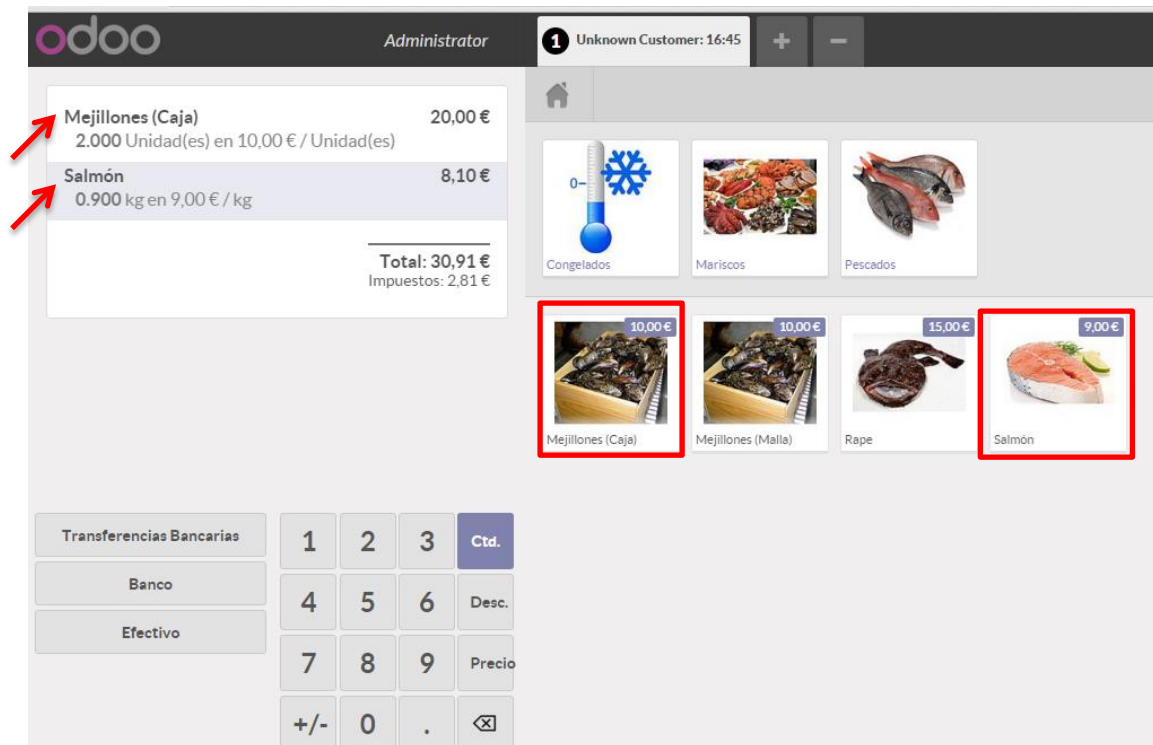 odoo
Administrator
1 Unknown Customer: 16:45 + −
Mejillones (Caja) 20,00 €
2.000 Unidad(es) en 10,00 € / Unidad(es)
Salmón 8,10 €
0.900 kg en 9,00 € / kg
Total: 30,91 €
Impuestos: 2,81 €
0-
Congelados
Mariscos
Pescados
10,00 €
Mejillones (Caja)
10,00 €
Mejillones (Malla)
15,00 €
Rape
9,00 €
Salmón
Transferencias Bancarias
Banco
Efectivo
1 2 3 Ctd.
4 5 6 Desc.
7 8 9 Precio
+/- 0 .